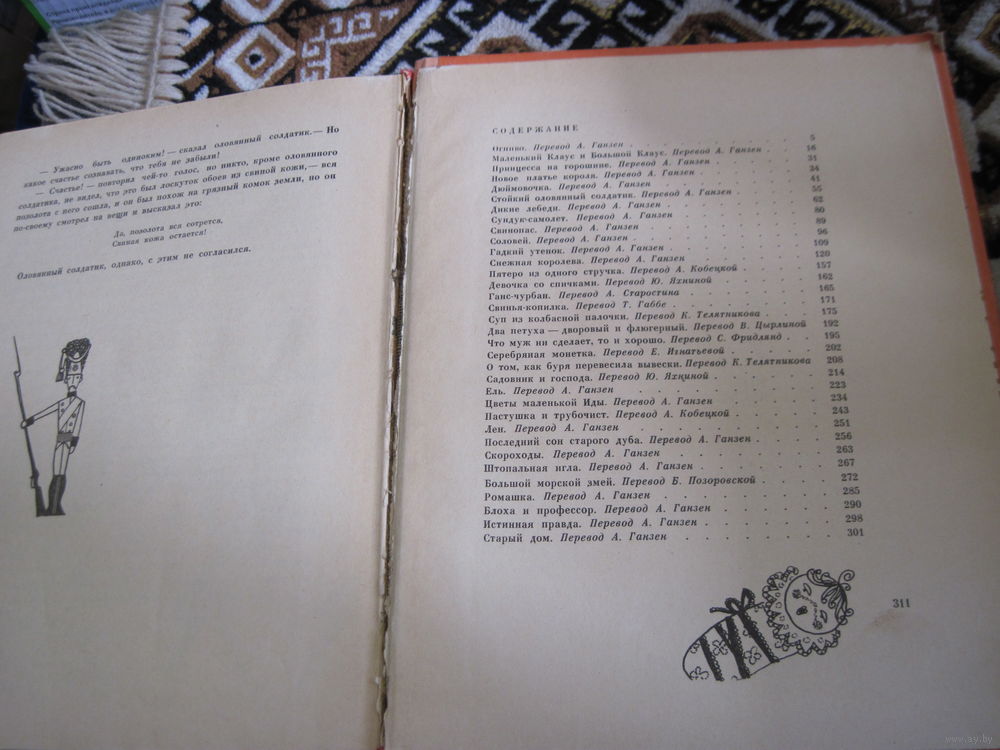 — Ужасно быть одиноким! — сказал оловянный солдатик.— Но
какое счастье сознавать, что тебя не забыли!
— Счастье! — повторил чей-то голос, но никто, кроме оловянного
солдатика, не видел, что это был лоскуток обоев из свиной кожи,— вся
позолота с него сошла, и он был похож на грязный комок земли, но он
по-своему смотрел на вещи и высказал это:
Да, позолота вся сотрется,
Свиная кожа остается!
Оловянный солдатик, однако, с этим не согласился.
СОДЕРЖАНИЕ
Огниво. Перевод А. Ганзен 5
Маленький Клаус и Большой Клаус. Перевод А. Ганзен 16
Принцесса на горошине. Перевод А. Ганзен 31
Новое платье короля. Перевод А. Ганзен 34
Дюймовочка. Перевод А. Ганзен 41
Стойкий оловянный солдатик. Перевод А. Ганзен 55
Дикие лебеди. Перевод А. Ганзен 62
Сундук-самолет. Перевод А. Ганзен 80
Свинопас. Перевод А. Ганзен 89
Соловей. Перевод А. Ганзен 96
Гадкий утенок. Перевод А. Ганзен 109
Снежная королева. Перевод А. Ганзен 120
Пятеро из одного стручка. Перевод А. Кобецкой 157
Девочка со спичками. Перевод Ю. Яхниной 162
Ганс-чурбан. Перевод А. Старостина 165
Свинья-копилка. Перевод Т. Габбе 171
Суп из колбасной палочки. Перевод К. Телятникова 175
Два петуха — дворовый и флюгерный. Перевод В. Цырлиной 192
Что муж ни сделает, то и хорошо. Перевод С. Фридлянд 195
Серебряная монетка. Перевод Е. Игнатьевой 202
О том, как буря перевесила вывески. Перевод К. Телятникова 208
Садовник и господа. Перевод Ю. Яхниной 214
Ель. Перевод А. Ганзен 223
Цветы маленькой Иды. Перевод А. Ганзен 234
Пастушка и трубочист. Перевод А. Кобецкой 243
Лен. Перевод А. Ганзен 251
Последний сон старого дуба. Перевод А. Ганзен 256
Скороходы. Перевод А. Ганзен 263
Штопальная игла. Перевод А. Ганзен 267
Большой морской змей. Перевод Б. Позоровской 272
Ромашка. Перевод А. Ганзен 285
Блоха и профессор. Перевод А. Ганзен 290
Истинная правда. Перевод А. Ганзен 298
Старый дом. Перевод А. Ганзен 301
311
www.ay.by